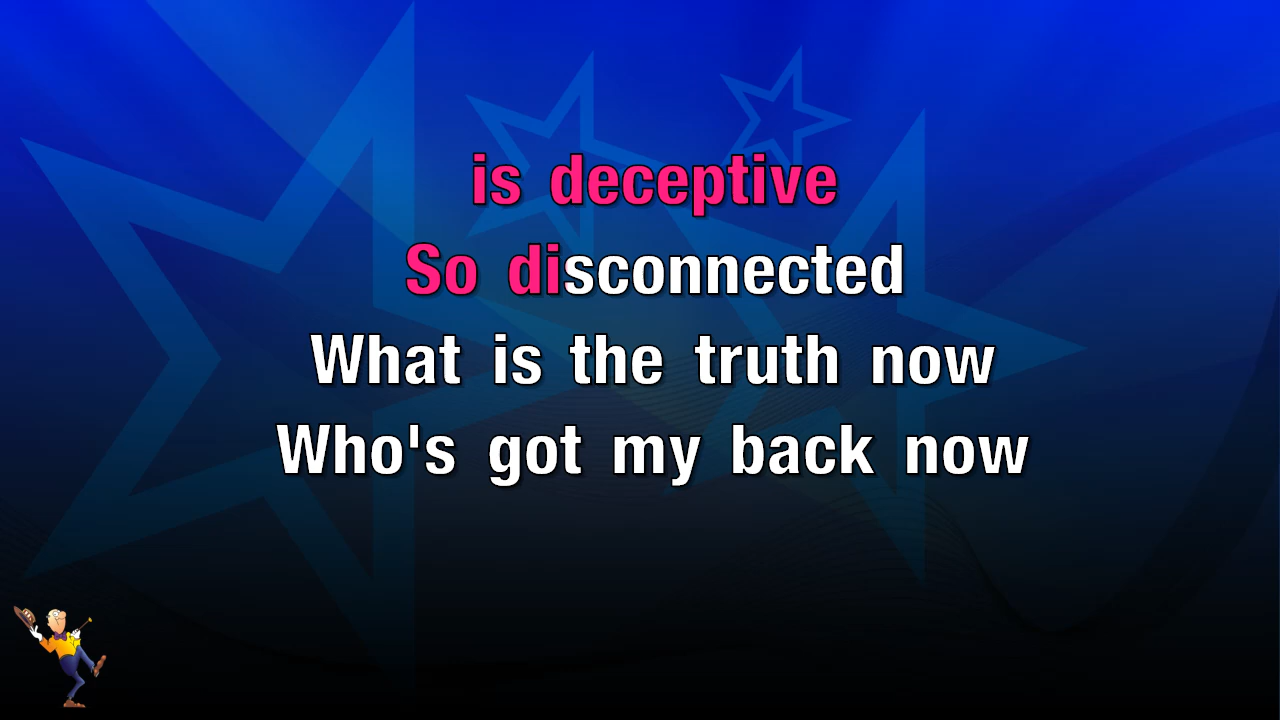 is deceptive
So disconnected
What is the truth now
Who's got my back now